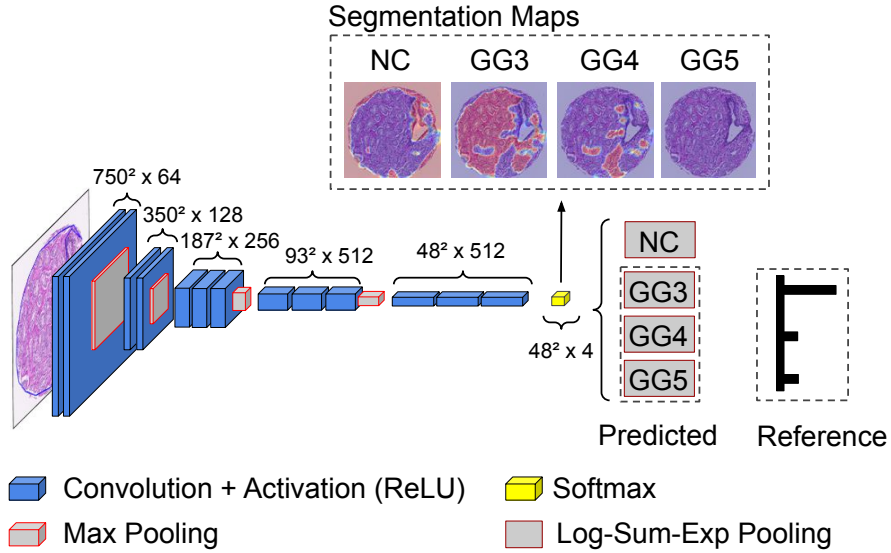 Segmentation Maps
NC GG3 GG4 GG5
750² x 64
350² x 128
187² x 256
93² x 512
48² x 512
48² x 4
NC
GG3
GG4
GG5
Predicted
Reference
Convolution + Activation (ReLU)
Softmax
Max Pooling
Log-Sum-Exp Pooling